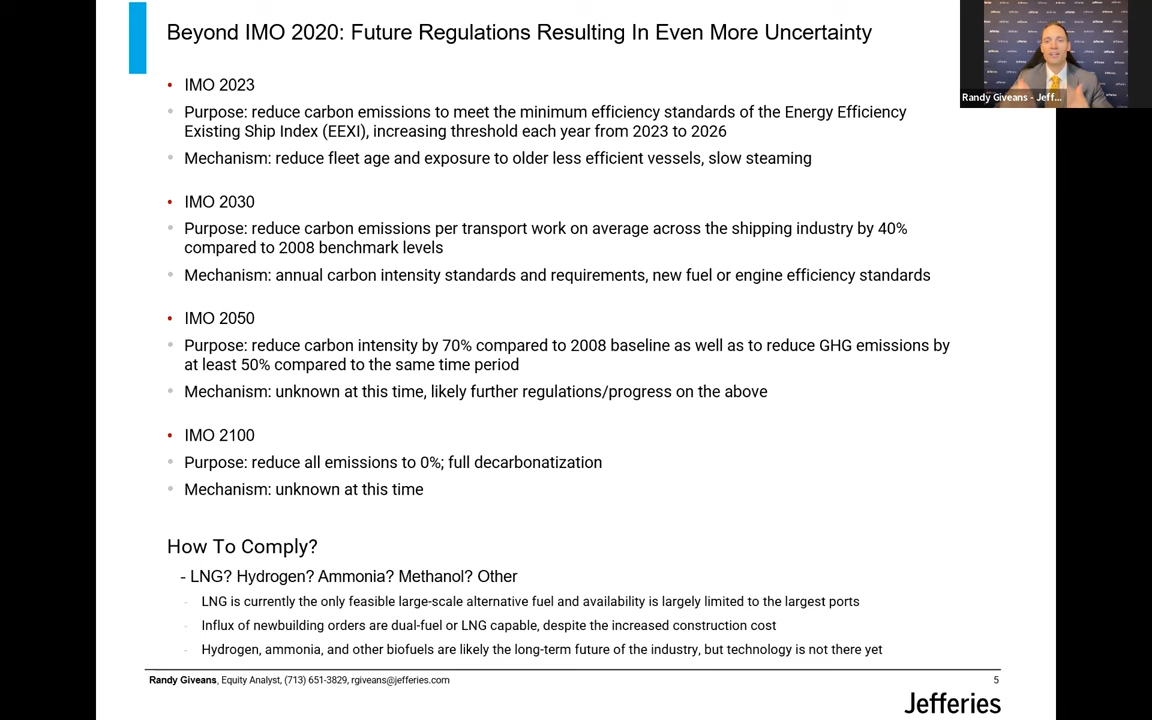 Beyond IMO 2020: Future Regulations Resulting In Even More Uncertainty
• IMO 2023
• Purpose: reduce carbon emissions to meet the minimum efficiency standards of the Energy Efficiency
Existing Ship Index (EEXI), increasing threshold each year from 2023 to 2026
• Mechanism: reduce fleet age and exposure to older less efficient vessels, slow steaming
• IMO 2030
• Purpose: reduce carbon emissions per transport work on average across the shipping industry by 40%
compared to 2008 benchmark levels
• Mechanism: annual carbon intensity standards and requirements, new fuel or engine efficiency standards
• IMO 2050
• Purpose: reduce carbon intensity by 70% compared to 2008 baseline as well as to reduce GHG emissions by
at least 50% compared to the same time period
• Mechanism: unknown at this time, likely further regulations/progress on the above
• IMO 2100
• Purpose: reduce all emissions to 0%; full decarbonatization
• Mechanism: unknown at this time
How To Comply?
- LNG? Hydrogen? Ammonia? Methanol? Other
- LNG is currently the only feasible large-scale alternative fuel and availability is largely limited to the largest ports
- Influx of newbuilding orders are dual-fuel or LNG capable, despite the increased construction cost
- Hydrogen, ammonia, and other biofuels are likely the long-term future of the industry, but technology is not there yet
Randy Giveans, Equity Analyst, (713) 651-3829, rgiveans@jefferies.com
5
Jefferies
Randy Giveans - Jeff...